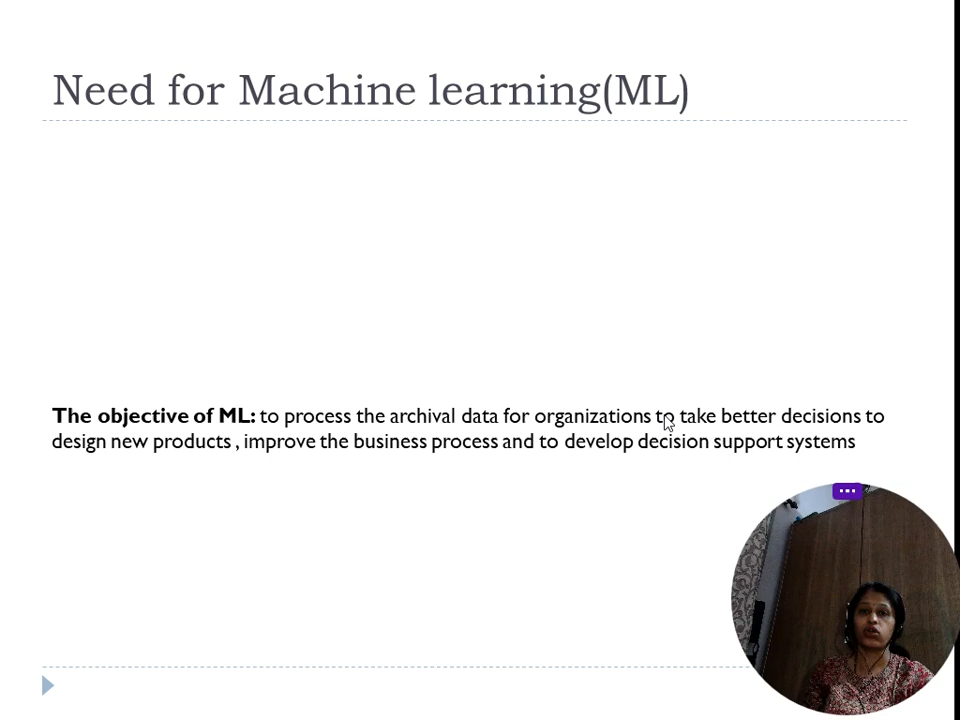 Need for Machine learning(ML)
The objective of ML: to process the archival data for organizations to take better decisions to
design new products , improve the business process and to develop decision support systems